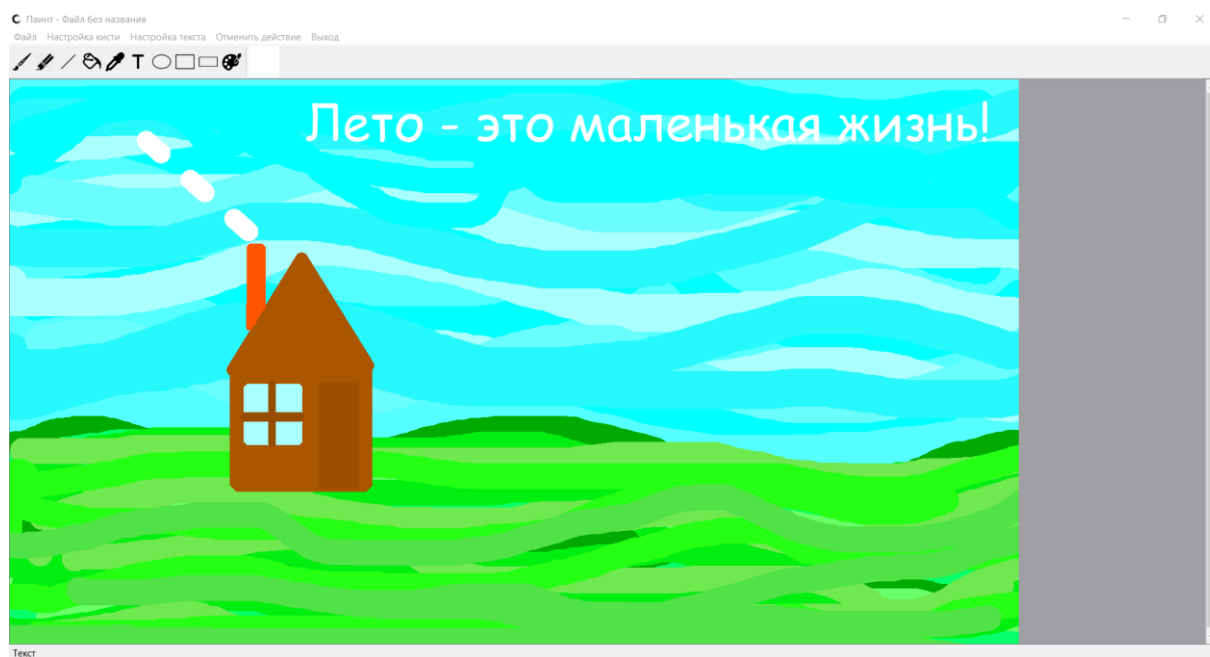 Паинт - Файл без названия
Файл Настройка кисти Настройка текста Отменить действие Выход
T
Лето - это маленькая жизнь!
Текст